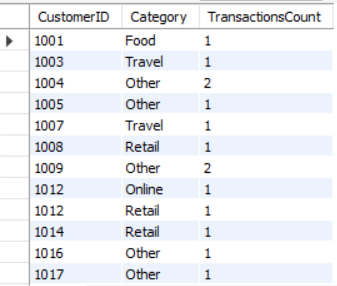 CustomerID Category TransactionsCount
1001 Food 1
1003 Travel 1
1004 Other 2
1005 Other 1
1007 Travel 1
1008 Retail 1
1009 Other 2
1012 Online 1
1012 Retail 1
1014 Retail 1
1016 Other 1
1017 Other 1